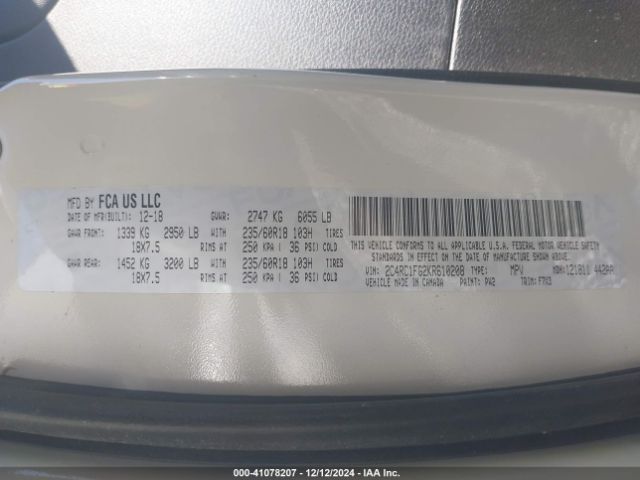 MFD BY FCA US LLC
DATE OF MFR(BUILT): 12-18 GVWR: 2747 KG 6055 LB
GAWR FRONT: 1339 KG 2950 LB WITH 235/60R18 103H TIRES
18X7.5 RIMS AT 250 KPA ( 36 PSI) COLD
GAWR REAR: 1452 KG 3200 LB WITH 235/60R18 103H TIRES
18X7.5 RIMS AT 250 KPA ( 36 PSI) COLD
THIS VEHICLE CONFORMS TO ALL APPLICABLE U.S.A. FEDERAL MOTOR VEHICLE SAFETY
STANDARDS IN EFFECT ON THE DATE OF MANUFACTURE SHOWN ABOVE.
VIN: 2C4RC1FG2KR610208 TYPE: MPV MDH: 121811 442AA
VEHICLE MADE IN CANADA PAINT: PW2 TRIM:
000-41078207 - 12/12/2024 - IAA Inc.